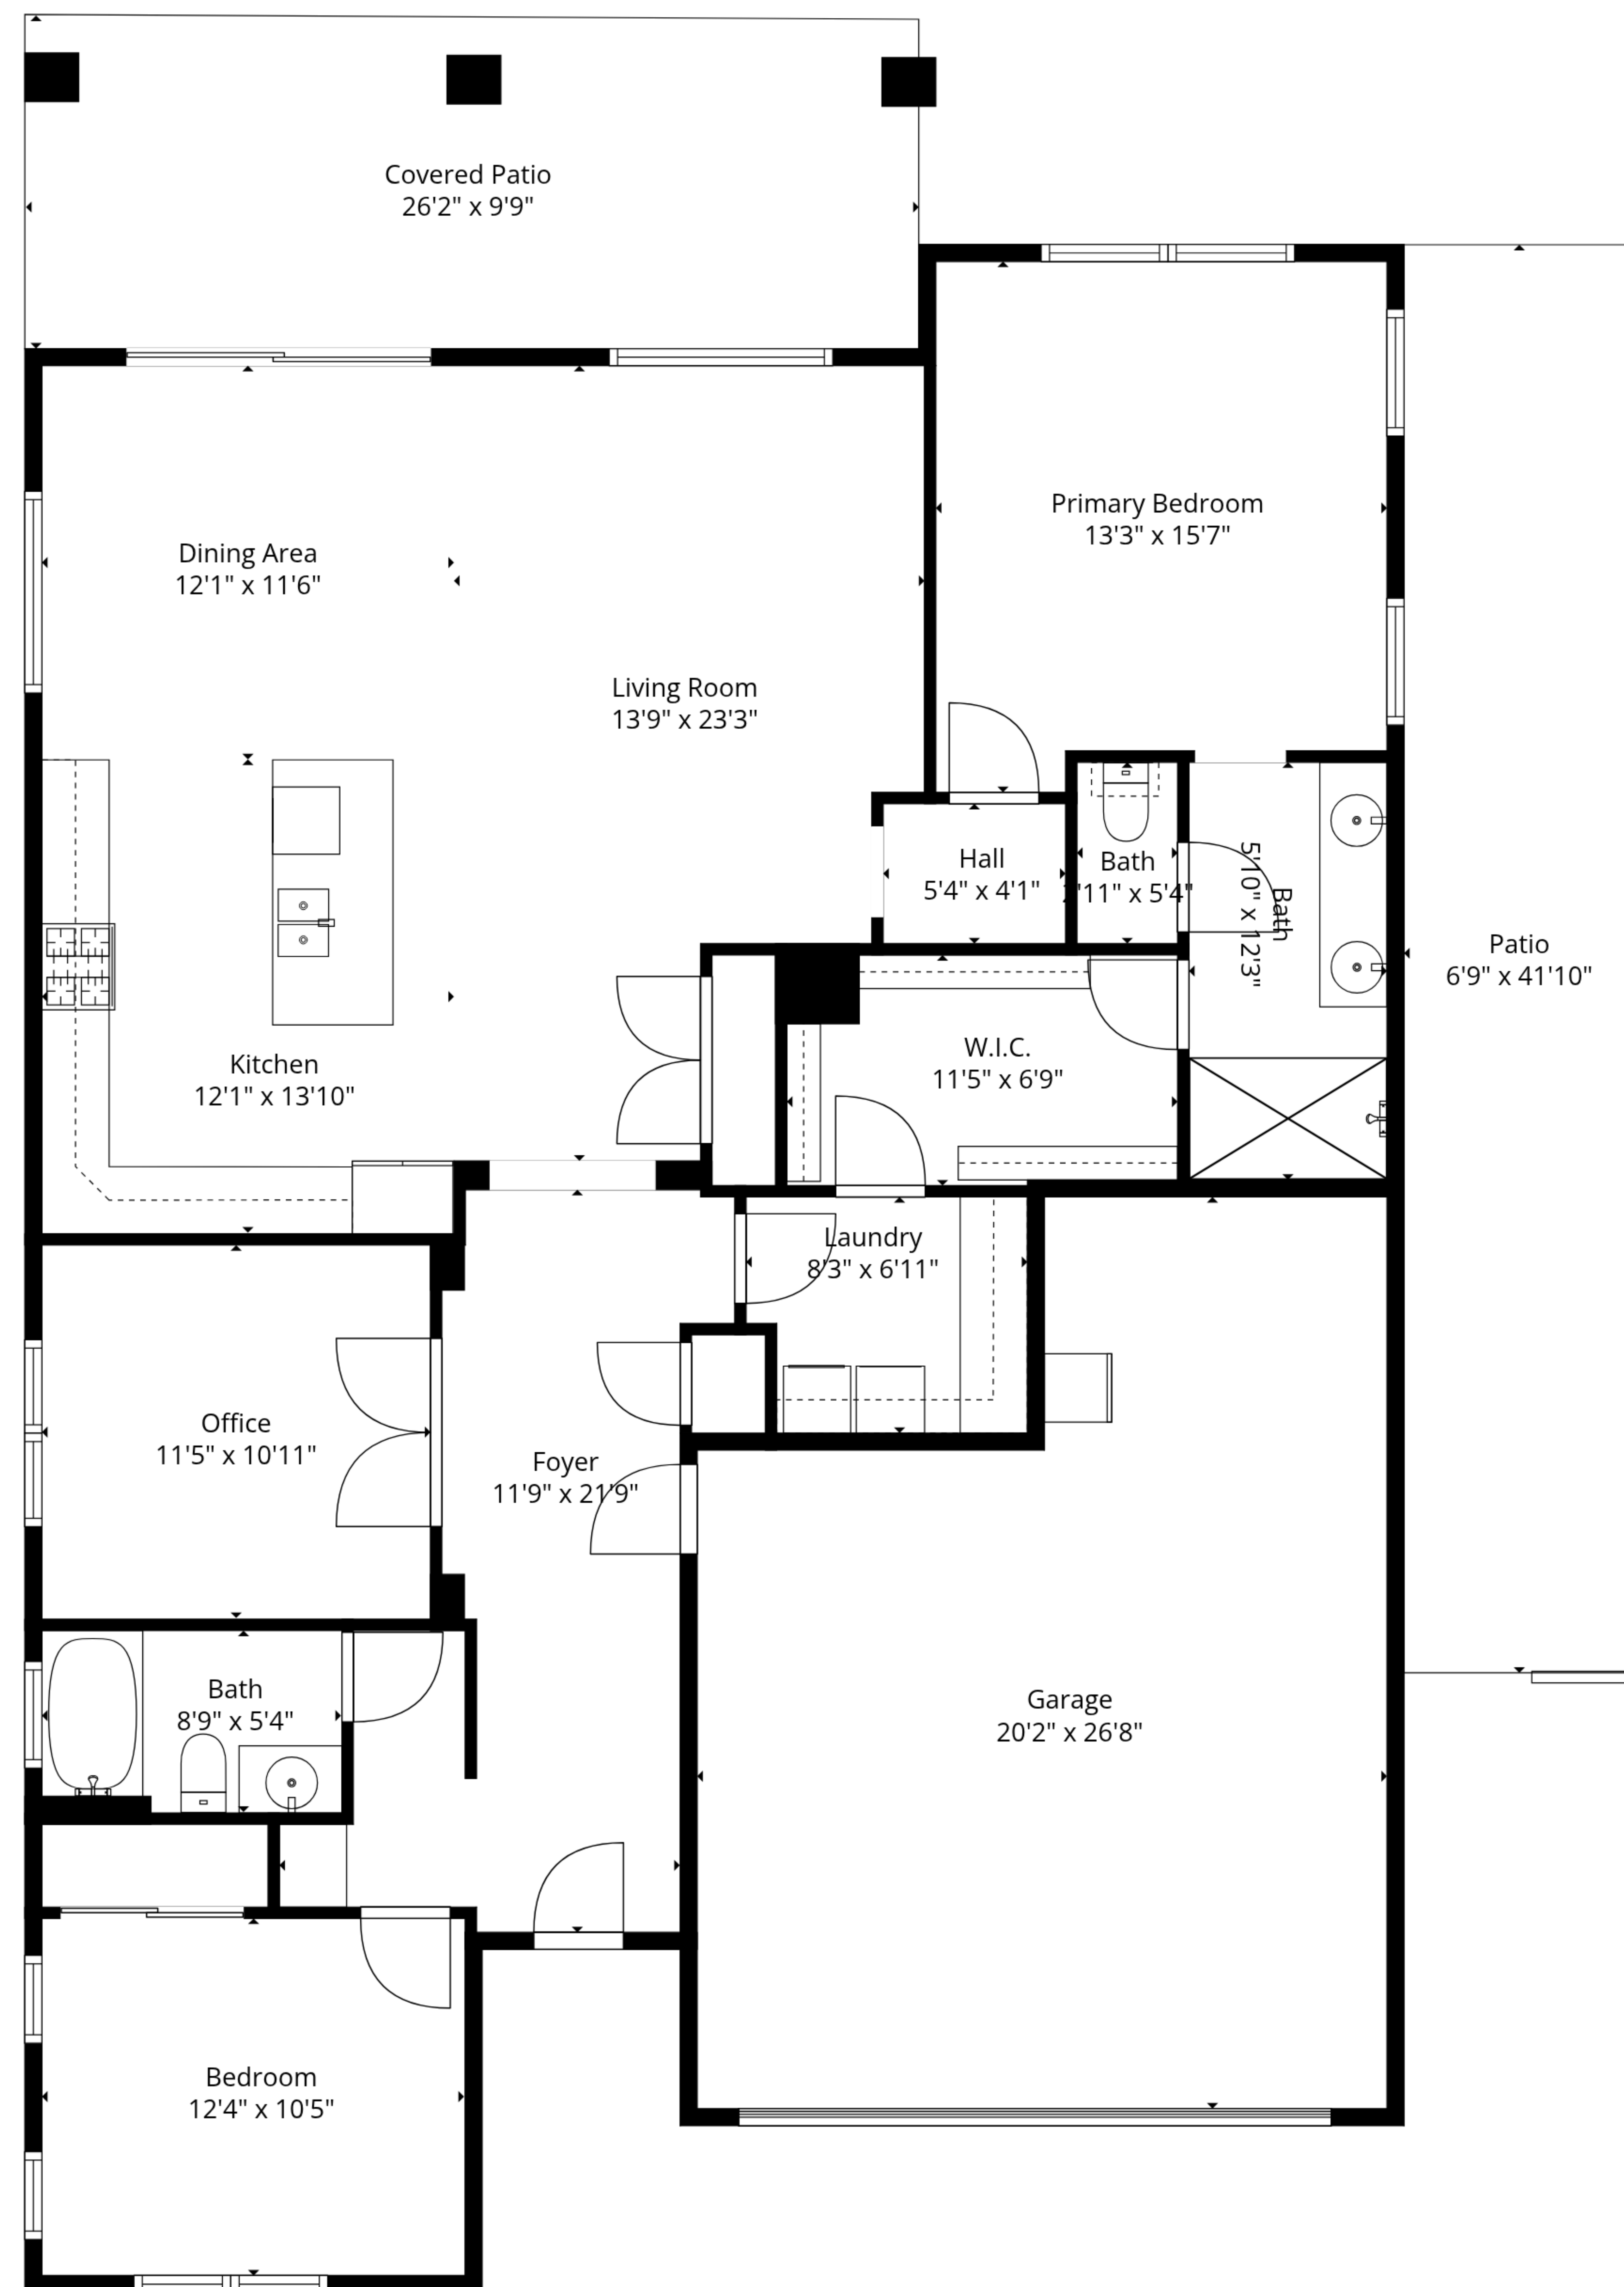 Covered Patio
26'2" x 9'9"
Primary Bedroom
13'3" x 15'7"
Dining Area
12'1" x 11'6"
Living Room
13'9" x 23'3"
Hall
5'4" x 4'1"
Bath
'11" x 5'4"
Bath
5'10" x 12'3"
Patio
6'9" x 41'10"
Kitchen
12'1" x 13'10"
W.I.C.
11'5" x 6'9"
Laundry
8'3" x 6'11"
Office
11'5" x 10'11"
Foyer
11'9" x 21'9"
Bath
8'9" x 5'4"
Garage
20'2" x 26'8"
Bedroom
12'4" x 10'5"